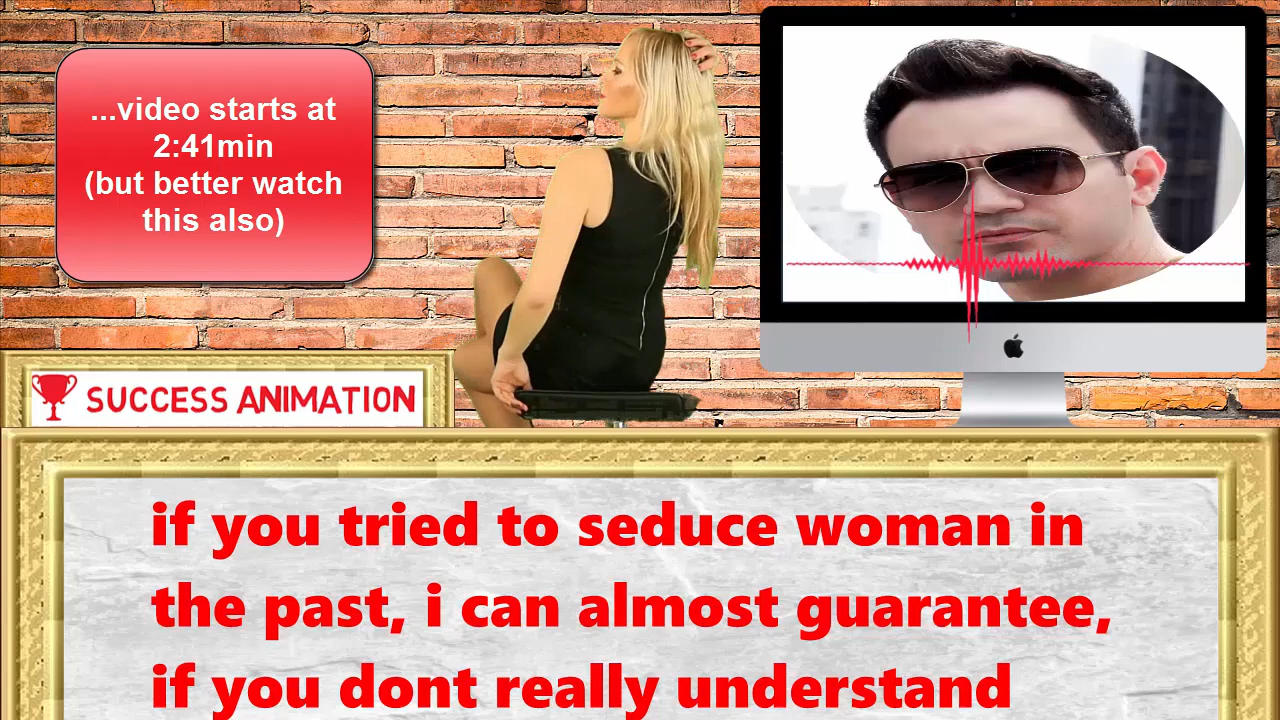 ...video starts at
2:41min
(but better watch
this also)
SUCCESS ANIMATION
if you tried to seduce woman in
the past, i can almost guarantee,
if you dont really understand